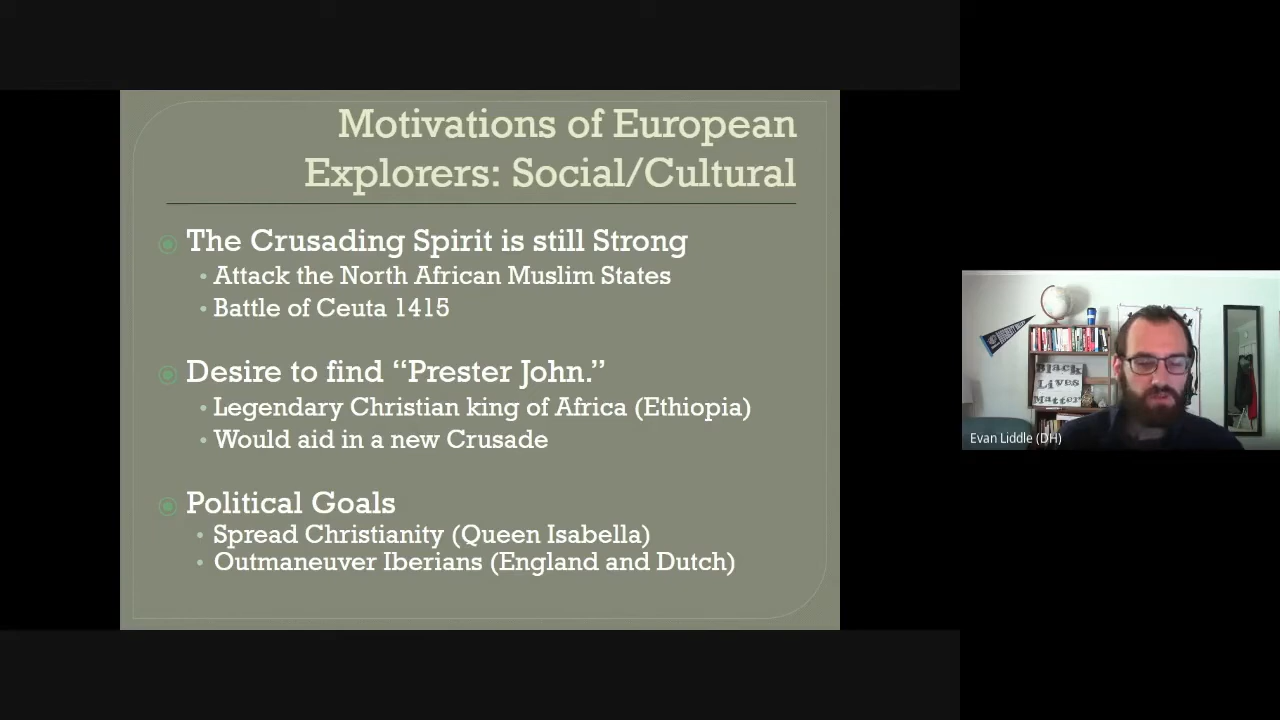 Motivations of European
Explorers: Social/Cultural
The Crusading Spirit is still Strong
Attack the North African Muslim States
Battle of Ceuta 1415
Desire to find “Prester John.”
Legendary Christian king of Africa (Ethiopia)
Would aid in a new Crusade
Political Goals
Spread Christianity (Queen Isabella)
Outmaneuver Iberians (England and Dutch)
Black
Lives
Matter
Evan Liddle (DH)